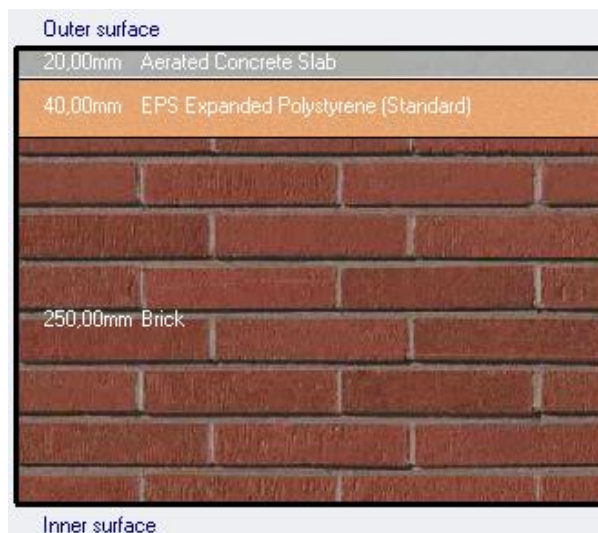 Outer surface
20,00mm Aerated Concrete Slab
40,00mm EPS Expanded Polystyrene (Standard)
250,00mm Brick
Inner surface